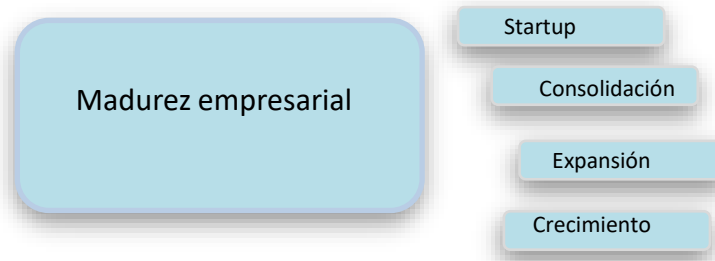 Madurez empresarial
Startup
Consolidación
Expansión
Crecimiento